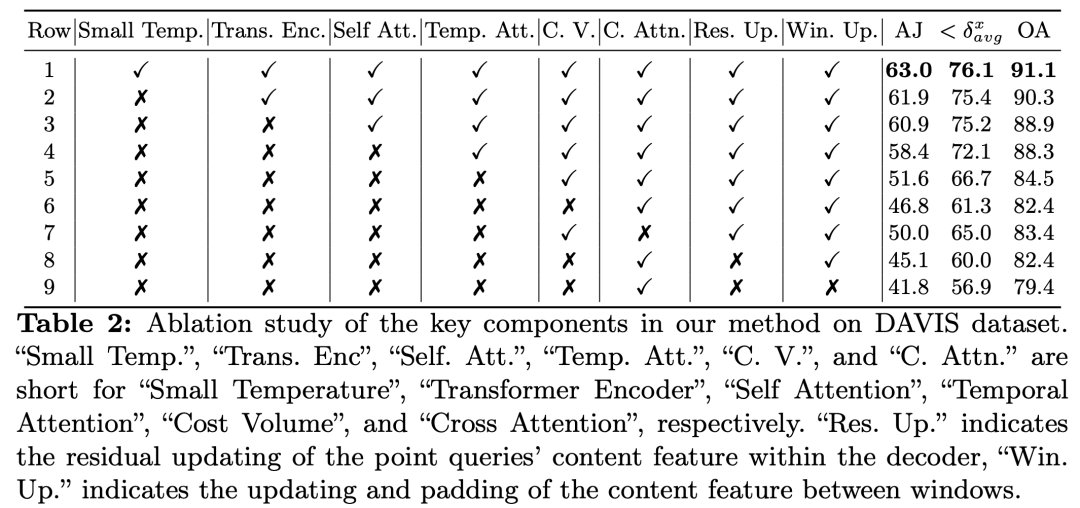 Row Small Temp. Trans. Enc. Self Att. Temp. Att. C. V. C. Attn. Res. Up. Win. Up. AJ < δ^x_avg OA
1 ✓ ✓ ✓ ✓ ✓ ✓ ✓ ✓ 63.0 76.1 91.1
2 ✗ ✓ ✓ ✓ ✓ ✓ ✓ ✓ 61.9 75.4 90.3
3 ✗ ✗ ✓ ✓ ✓ ✓ ✓ ✓ 60.9 75.2 88.9
4 ✗ ✗ ✗ ✓ ✓ ✓ ✓ ✓ 58.4 72.1 88.3
5 ✗ ✗ ✗ ✗ ✓ ✓ ✓ ✓ 51.6 66.7 84.5
6 ✗ ✗ ✗ ✗ ✗ ✓ ✓ ✓ 46.8 61.3 82.4
7 ✗ ✗ ✗ ✗ ✓ ✗ ✓ ✓ 50.0 65.0 83.4
8 ✗ ✗ ✗ ✗ ✗ ✓ ✗ ✓ 45.1 60.0 82.4
9 ✗ ✗ ✗ ✗ ✗ ✓ ✗ ✗ 41.8 56.9 79.4
Table 2: Ablation study of the key components in our method on DAVIS dataset.
“Small Temp.”, “Trans. Enc”, “Self. Att.”, “Temp. Att.”, “C. V.”, and “C. Attn.” are
short for “Small Temperature”, “Transformer Encoder”, “Self Attention”, “Temporal
Attention”, “Cost Volume”, and “Cross Attention”, respectively. “Res. Up.” indicates
the residual updating of the point queries’ content feature within the decoder, “Win.
Up.” indicates the updating and padding of the content feature between windows.